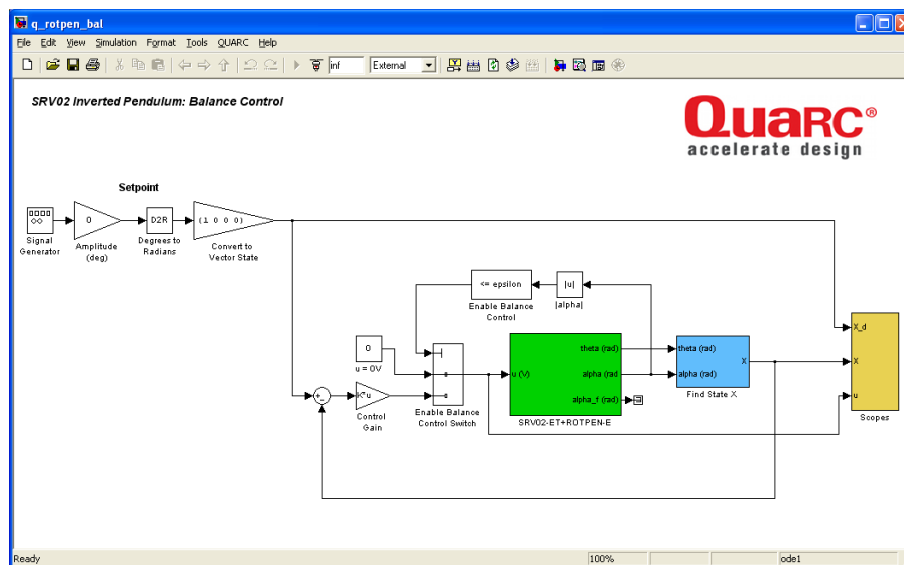 q_rotpen_bal
File Edit View Simulation Format Tools QUARC Help
inf External
SRV02 Inverted Pendulum: Balance Control
QUARC®
accelerate design
Setpoint
0
D2R
(1 0 0 0)
Signal Generator
Amplitude (deg)
Degrees to Radians
Convert to Vector State
<= epsilon
|u|
Enable Balance Control
|alpha|
0
u = 0V
K*u
Control Gain
Enable Balance Control Switch
u (V)
theta (rad)
alpha (rad
alpha_f (rad)
SRV02-ET+ROTPEN-E
theta (rad)
alpha (rad)
X
Find State X
X_d
X
u
Scopes
Ready 100% ode1